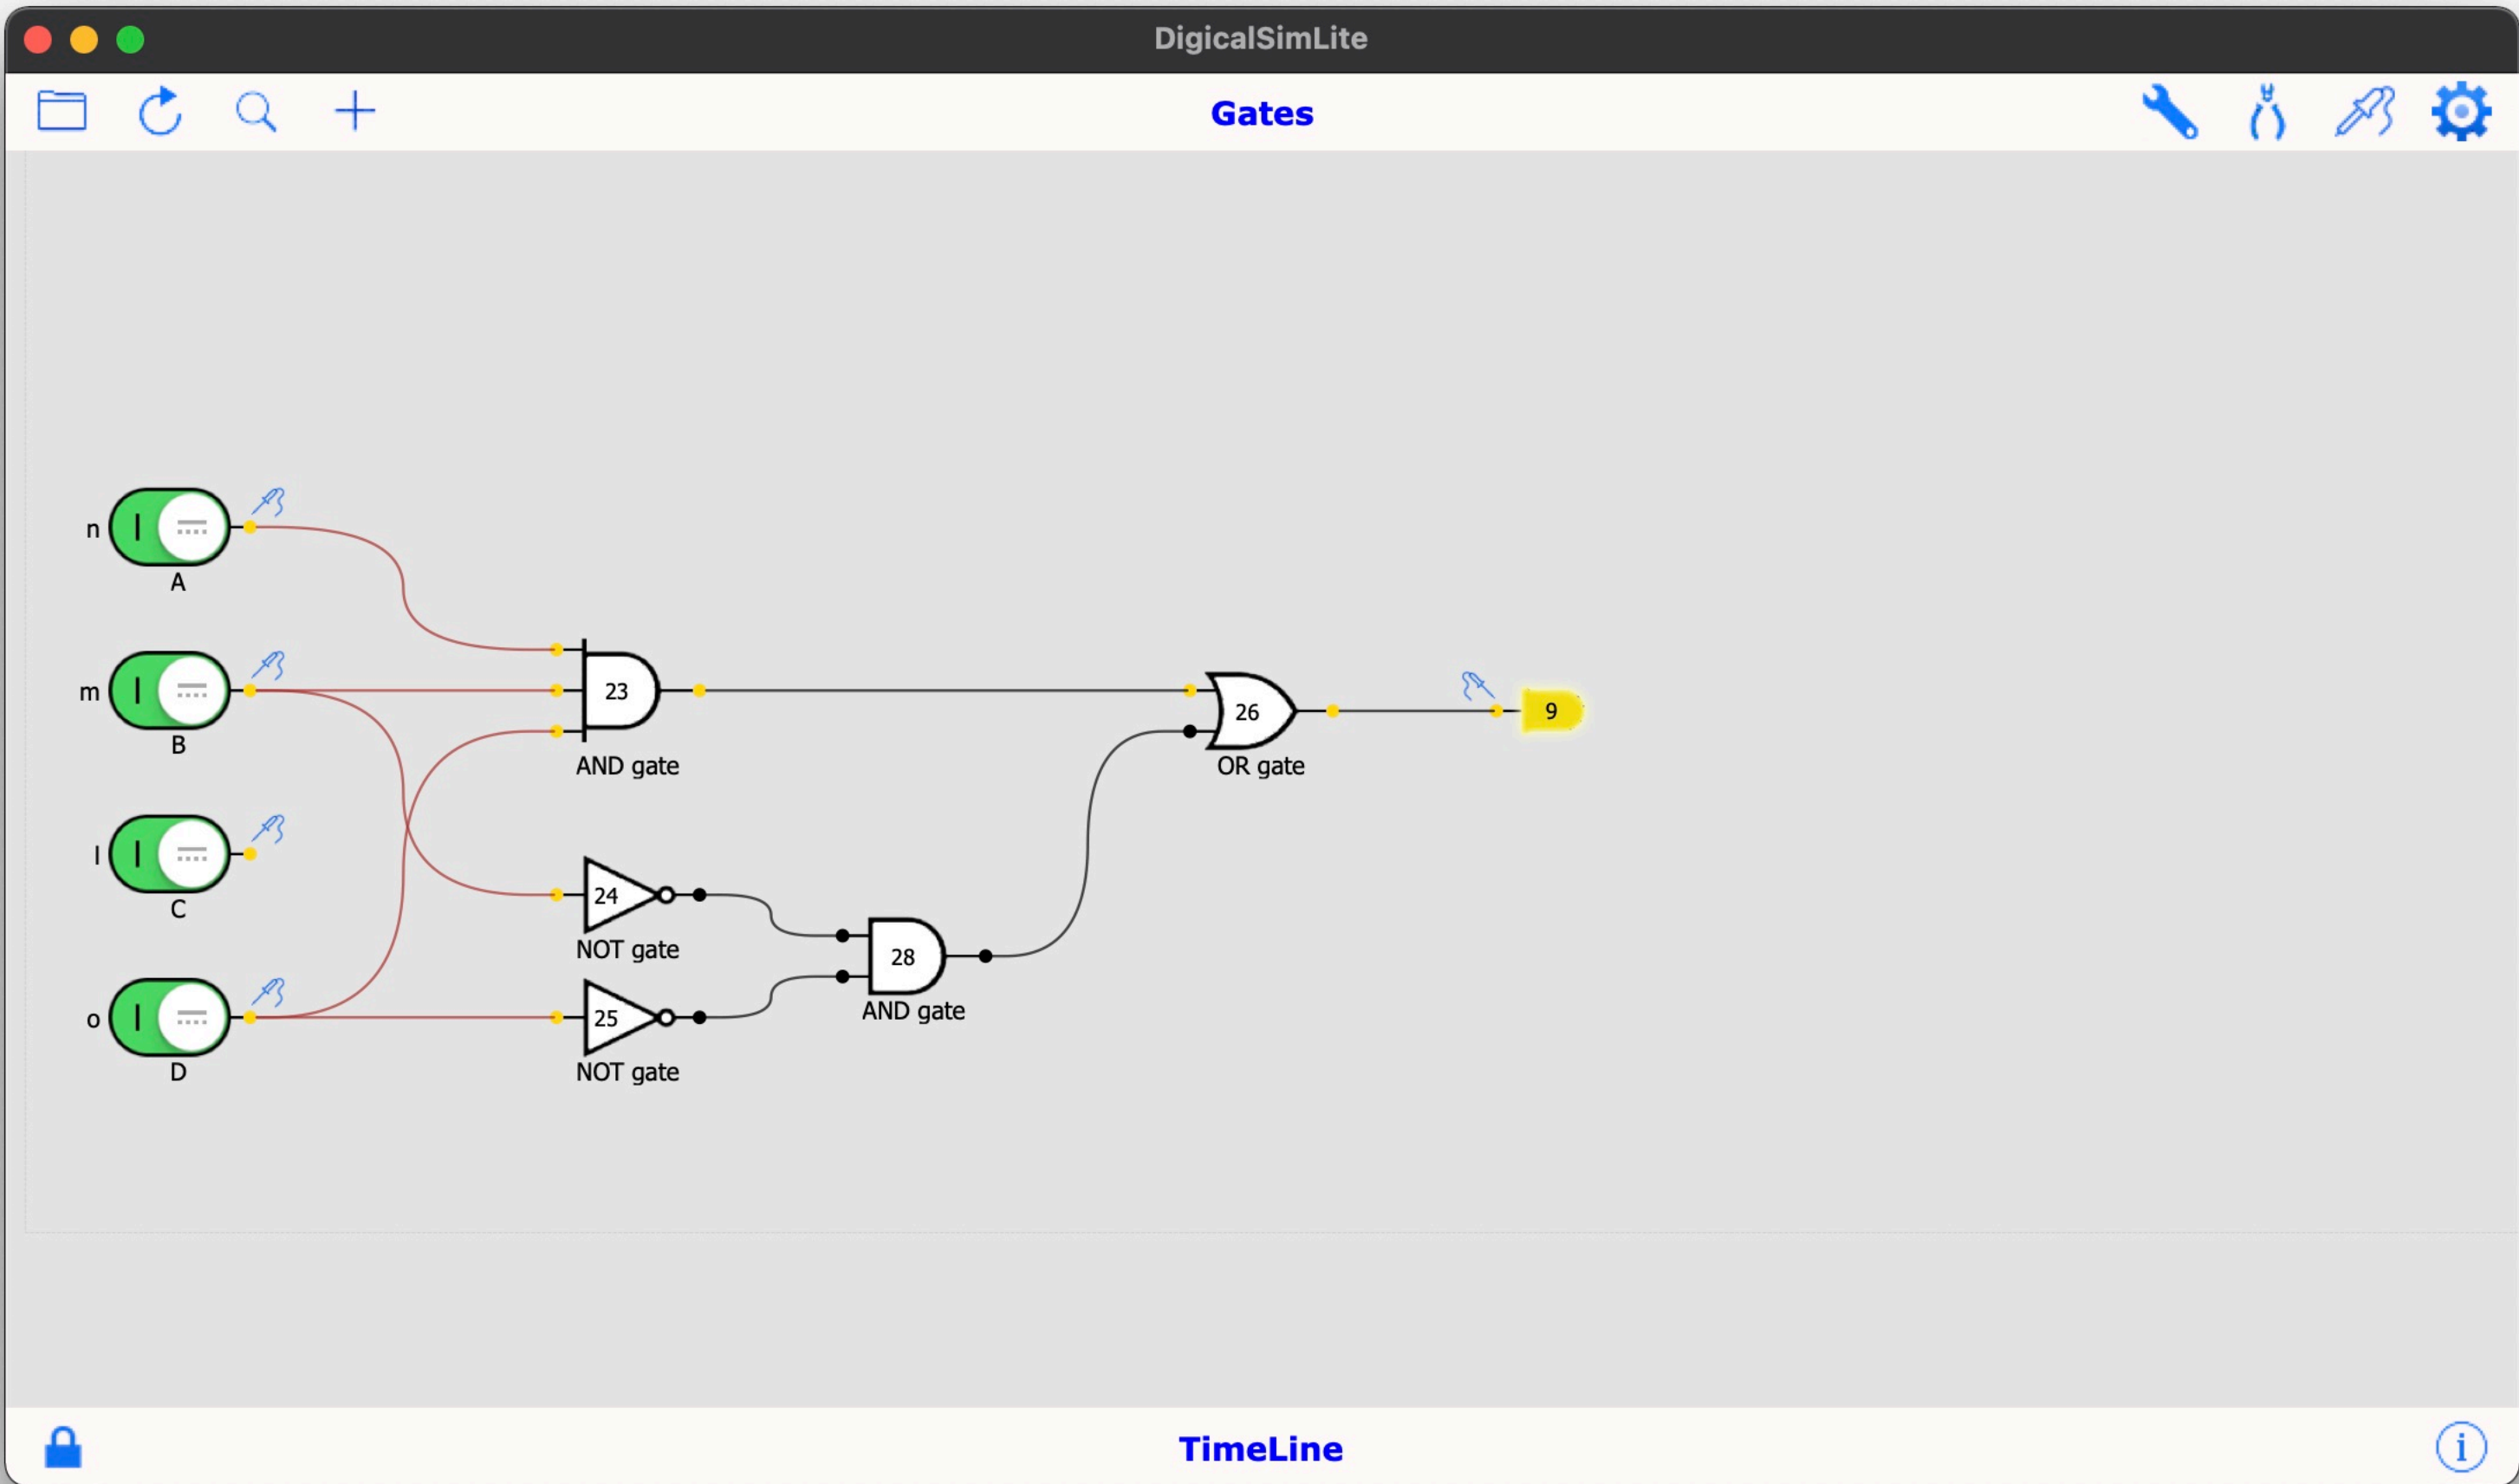 DigicalSimLite
Gates
n
A
m
B
l
C
o
D
23
AND gate
24
NOT gate
25
NOT gate
28
AND gate
26
OR gate
9
TimeLine
i